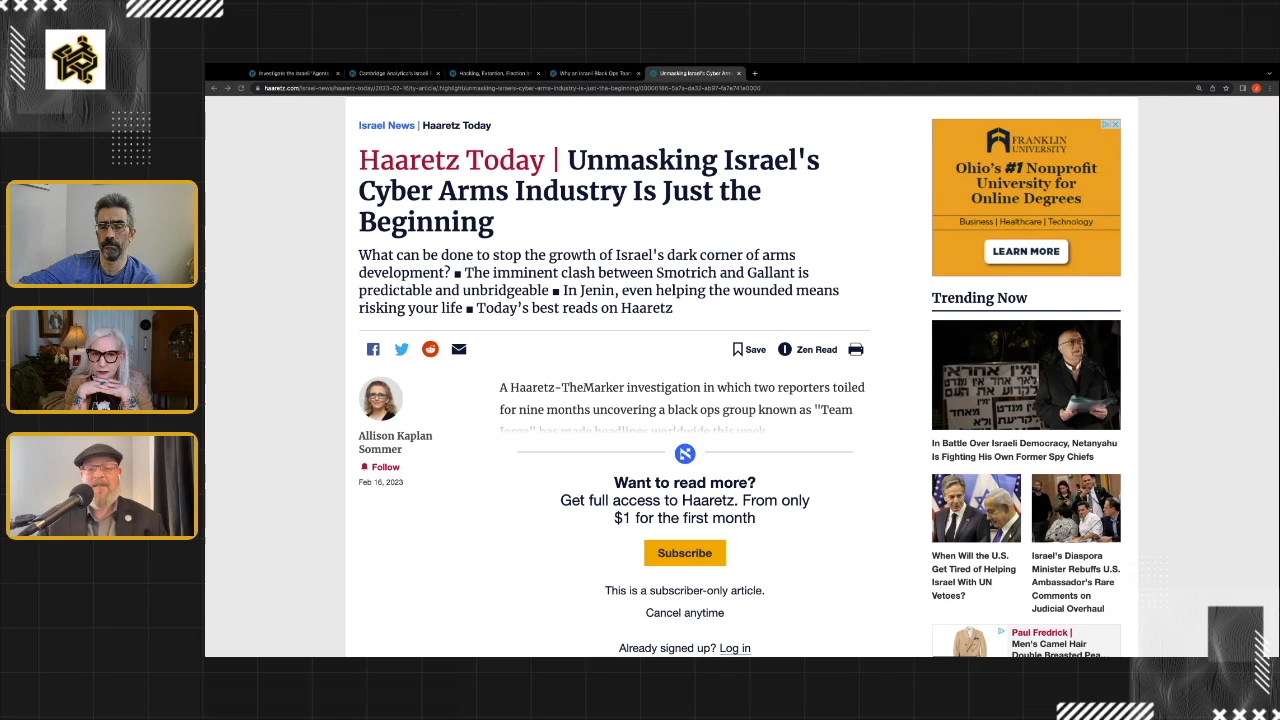 Investigate the Israeli 'Agents
Cambridge Analytica's Israeli
Hacking, Extortion, Election In
Why an Israeli Black Ops Team
Unmasking Israel's Cyber Arm
haaretz.com/israel-news/haaretz-today/2023-02-16/ty-article/.highlight/unmasking-israels-cyber-arms-industry-is-just-the-beginning/
Israel News | Haaretz Today
Haaretz Today | Unmasking Israel's
Cyber Arms Industry Is Just the
Beginning
What can be done to stop the growth of Israel's dark corner of arms
development? ■ The imminent clash between Smotrich and Gallant is
predictable and unbridgeable ■ In Jenin, even helping the wounded means
risking your life ■ Today's best reads on Haaretz
Save
Zen Read
Allison Kaplan
Sommer
Follow
Feb 16, 2023
A Haaretz-TheMarker investigation in which two reporters toiled
for nine months uncovering a black ops group known as "Team
Jorge" has made headlines worldwide this week
Want to read more?
Get full access to Haaretz. From only
$1 for the first month
Subscribe
This is a subscriber-only article.
Cancel anytime
Already signed up? Log in
FRANKLIN
UNIVERSITY
Ohio's #1 Nonprofit
University for
Online Degrees
Business | Healthcare | Technology
LEARN MORE
Trending Now
In Battle Over Israeli Democracy, Netanyahu
Is Fighting His Own Former Spy Chiefs
When Will the U.S.
Get Tired of Helping
Israel With UN
Vetoes?
Israel's Diaspora
Minister Rebuffs U.S.
Ambassador's Rare
Comments on
Judicial Overhaul
Paul Fredrick |
Men's Camel Hair
Double Breasted Pea...